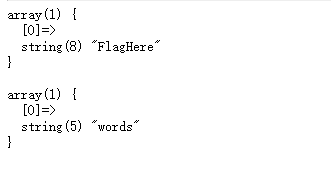 array(1) {
  [0]=>
  string(8) "FlagHere"
}
array(1) {
  [0]=>
  string(5) "words"
}